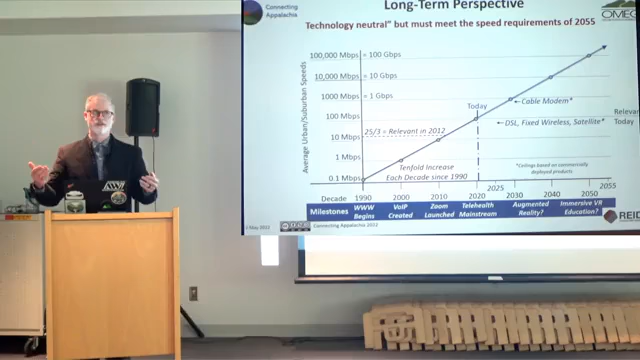 Connecting
Appalachia
Long-Term Perspective
Technology neutral" but must meet the speed requirements of 2055
Average Urban/Suburban Speeds
100,000 Mbps = 100 Gbps
10,000 Mbps = 10 Gbps
1000 Mbps = 1 Gbps
100 Mbps
10 Mbps
1 Mbps
0.1 Mbps
25/3 = Relevant in 2012
Today
Cable Modem*
DSL, Fixed Wireless, Satellite*
Relevan
Today
Tenfold Increase
Each Decade since 1990
*Ceilings based on commercially
deployed products
Decade 1990 2000 2010 2020 2025 2030 2040 2050 2055
Milestones WWW Begins VoIP Created Zoom Launched Telehealth Mainstream Augmented Reality? Immersive VR Education?
Connecting Appalachia 2022
REID
OMEG